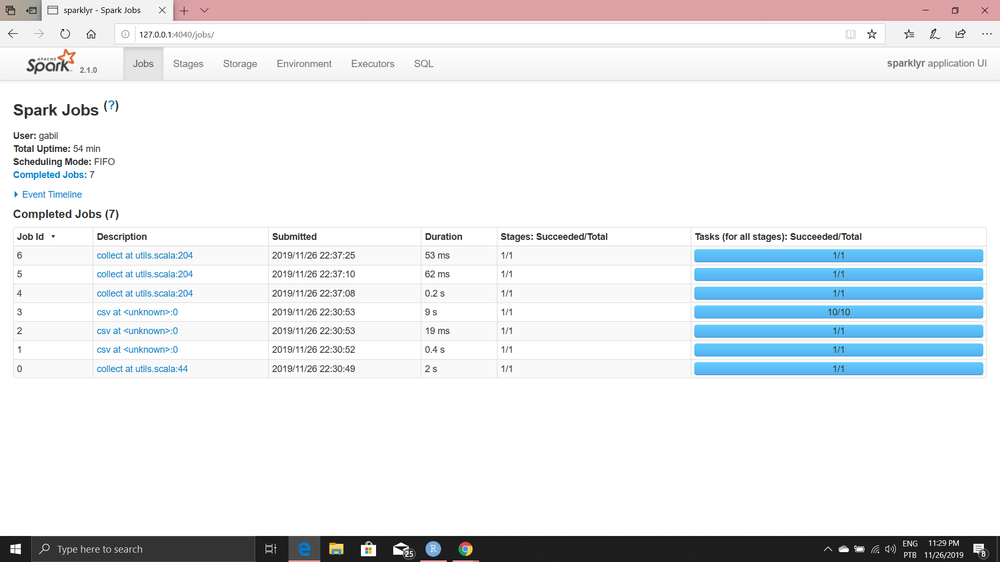 sparklyr - Spark Jobs
127.0.0.1:4040/jobs/
APACHE Spark 2.1.0
Jobs Stages Storage Environment Executors SQL sparklyr application UI
Spark Jobs (?)
User: gabil
Total Uptime: 54 min
Scheduling Mode: FIFO
Completed Jobs: 7
Event Timeline
Completed Jobs (7)
Job Id Description Submitted Duration Stages: Succeeded/Total Tasks (for all stages): Succeeded/Total
6 collect at utils.scala:204 2019/11/26 22:37:25 53 ms 1/1 1/1
5 collect at utils.scala:204 2019/11/26 22:37:10 62 ms 1/1 1/1
4 collect at utils.scala:204 2019/11/26 22:37:08 0.2 s 1/1 1/1
3 csv at <unknown>:0 2019/11/26 22:30:53 9 s 1/1 10/10
2 csv at <unknown>:0 2019/11/26 22:30:53 19 ms 1/1 1/1
1 csv at <unknown>:0 2019/11/26 22:30:52 0.4 s 1/1 1/1
0 collect at utils.scala:44 2019/11/26 22:30:49 2 s 1/1 1/1
Type here to search
25
R
ENG 11:29 PM
PTB 11/26/2019
8